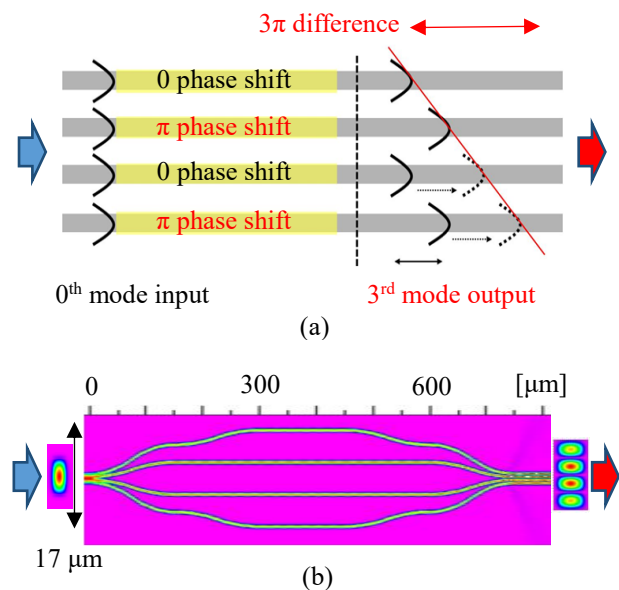 3π difference
0 phase shift
π phase shift
0 phase shift
π phase shift
0th mode input
3rd mode output
(a)
0 300 600 [μm]
17 μm
(b)